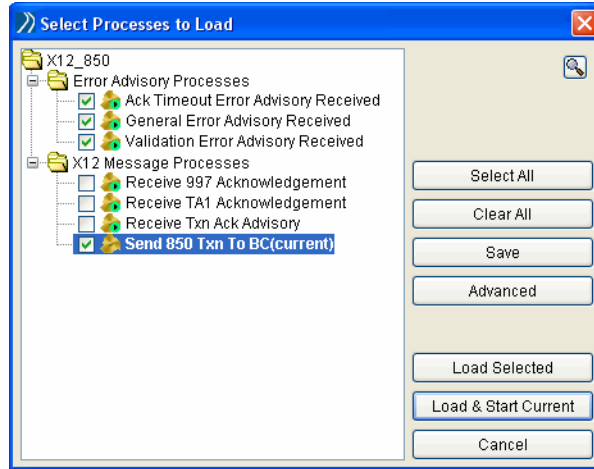 Select Processes to Load
X12_850
Error Advisory Processes
Ack Timeout Error Advisory Received
General Error Advisory Received
Validation Error Advisory Received
X12 Message Processes
Receive 997 Acknowledgement
Receive TA1 Acknowledgement
Receive Txn Ack Advisory
Send 850 Txn To BC(current)
Select All
Clear All
Save
Advanced
Load Selected
Load & Start Current
Cancel